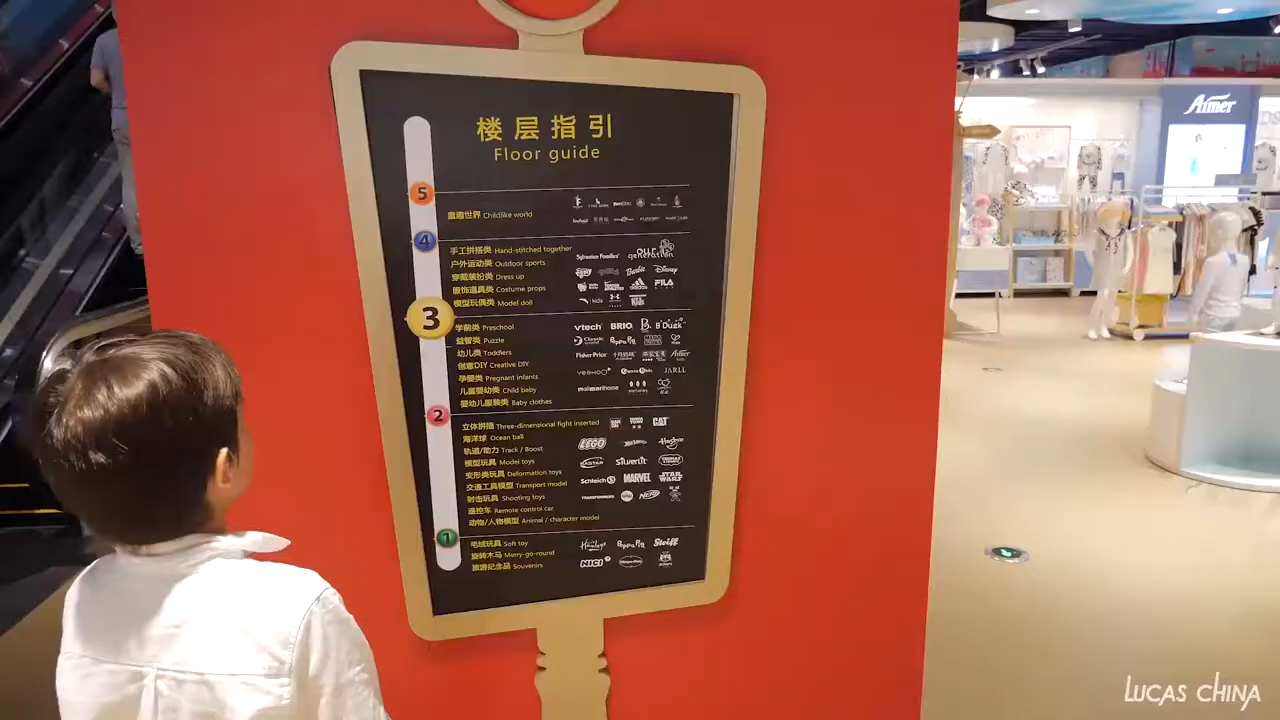 楼层指引
Floor guide
5
童趣世界 Childlike world
4
手工拼搭类 Hand-stitched together
Sylvanian Families
our generation
户外运动类 Outdoor sports
穿戴装扮类 Dress up
Barbie Disney
服饰道具类 Costume props
adidas FILA
模型玩偶类 Model doll
kids
3
学前类 Preschool
vtech BRIO B. B.Duck
益智类 Puzzle
Classic Peppa Pig
幼儿类 Toddlers
Fisher-Price Aimer
创意DIY Creative DIY
YeeHoO JARLL
孕婴类 Pregnant infants
儿童婴幼类 Child baby
婴幼儿服装类 Baby clothes
2
立体拼插 Three-dimensional fight inserted
CAT
海洋球 Ocean ball
LEGO Hot Wheels
轨道/助力 Track / Boost
模型玩具 Model toys
RASTAR Silverlit THOMAS
变形类玩具 Deformation toys
Schleich S MARVEL STAR WARS
交通工具模型 Transport model
射击玩具 Shooting toys
TRANSFORMERS NERF
遥控车 Remote control car
动物/人物模型 Animal / character model
1
毛绒玩具 Soft toy
Hamleys Peppa Pig Steiff
旋转木马 Merry-go-round
NICI
旅游纪念品 Souvenirs
Aimer
LUCAS CHINA